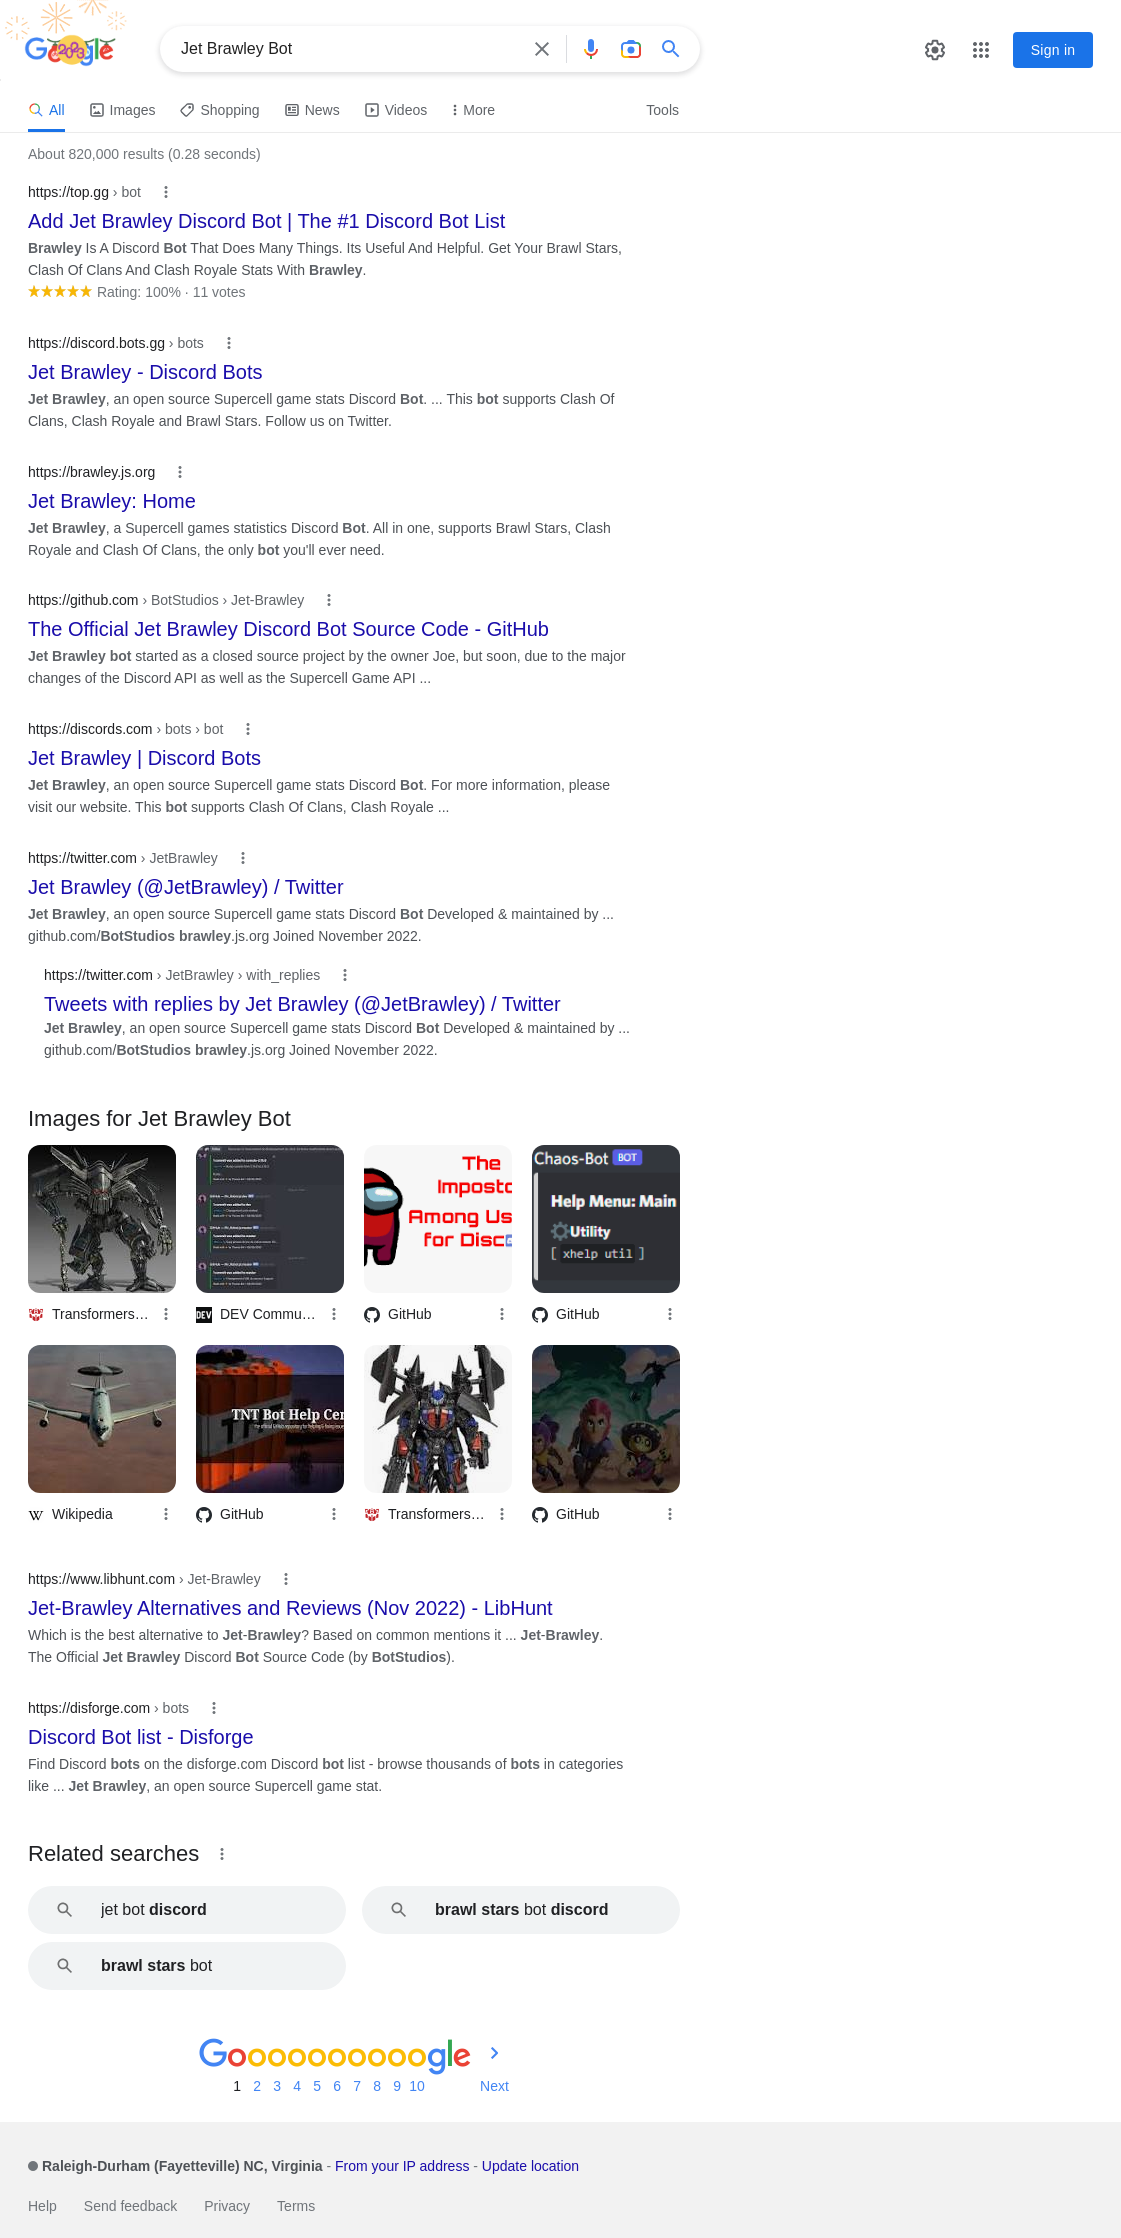 Google
Jet Brawley Bot
Sign in
All
Images
Shopping
News
Videos
More
Tools
About 820,000 results (0.28 seconds)
https://top.gg › bot
Add Jet Brawley Discord Bot | The #1 Discord Bot List
Brawley Is A Discord Bot That Does Many Things. Its Useful And Helpful. Get Your Brawl Stars,
Clash Of Clans And Clash Royale Stats With Brawley.
Rating: 100% · 11 votes
https://discord.bots.gg › bots
Jet Brawley - Discord Bots
Jet Brawley, an open source Supercell game stats Discord Bot. ... This bot supports Clash Of
Clans, Clash Royale and Brawl Stars. Follow us on Twitter.
https://brawley.js.org
Jet Brawley: Home
Jet Brawley, a Supercell games statistics Discord Bot. All in one, supports Brawl Stars, Clash
Royale and Clash Of Clans, the only bot you'll ever need.
https://github.com › BotStudios › Jet-Brawley
The Official Jet Brawley Discord Bot Source Code - GitHub
Jet Brawley bot started as a closed source project by the owner Joe, but soon, due to the major
changes of the Discord API as well as the Supercell Game API ...
https://discords.com › bots › bot
Jet Brawley | Discord Bots
Jet Brawley, an open source Supercell game stats Discord Bot. For more information, please
visit our website. This bot supports Clash Of Clans, Clash Royale ...
https://twitter.com › JetBrawley
Jet Brawley (@JetBrawley) / Twitter
Jet Brawley, an open source Supercell game stats Discord Bot Developed & maintained by ...
github.com/BotStudios brawley.js.org Joined November 2022.
https://twitter.com › JetBrawley › with_replies
Tweets with replies by Jet Brawley (@JetBrawley) / Twitter
Jet Brawley, an open source Supercell game stats Discord Bot Developed & maintained by ...
github.com/BotStudios brawley.js.org Joined November 2022.
Images for Jet Brawley Bot
The
Imposto
Among Us
for Disc
Chaos-Bot BOT
Help Menu: Main
Utility
[ xhelp util ]
Transformers…
DEV
DEV Commu…
GitHub
GitHub
TNT Bot Help Cen
W
Wikipedia
GitHub
Transformers…
GitHub
https://www.libhunt.com › Jet-Brawley
Jet-Brawley Alternatives and Reviews (Nov 2022) - LibHunt
Which is the best alternative to Jet-Brawley? Based on common mentions it ... Jet-Brawley.
The Official Jet Brawley Discord Bot Source Code (by BotStudios).
https://disforge.com › bots
Discord Bot list - Disforge
Find Discord bots on the disforge.com Discord bot list - browse thousands of bots in categories
like ... Jet Brawley, an open source Supercell game stat.
Related searches
jet bot discord
brawl stars bot discord
brawl stars bot
Goooooooooogle
1 2 3 4 5 6 7 8 9 10 Next
Raleigh-Durham (Fayetteville) NC, Virginia - From your IP address - Update location
Help
Send feedback
Privacy
Terms